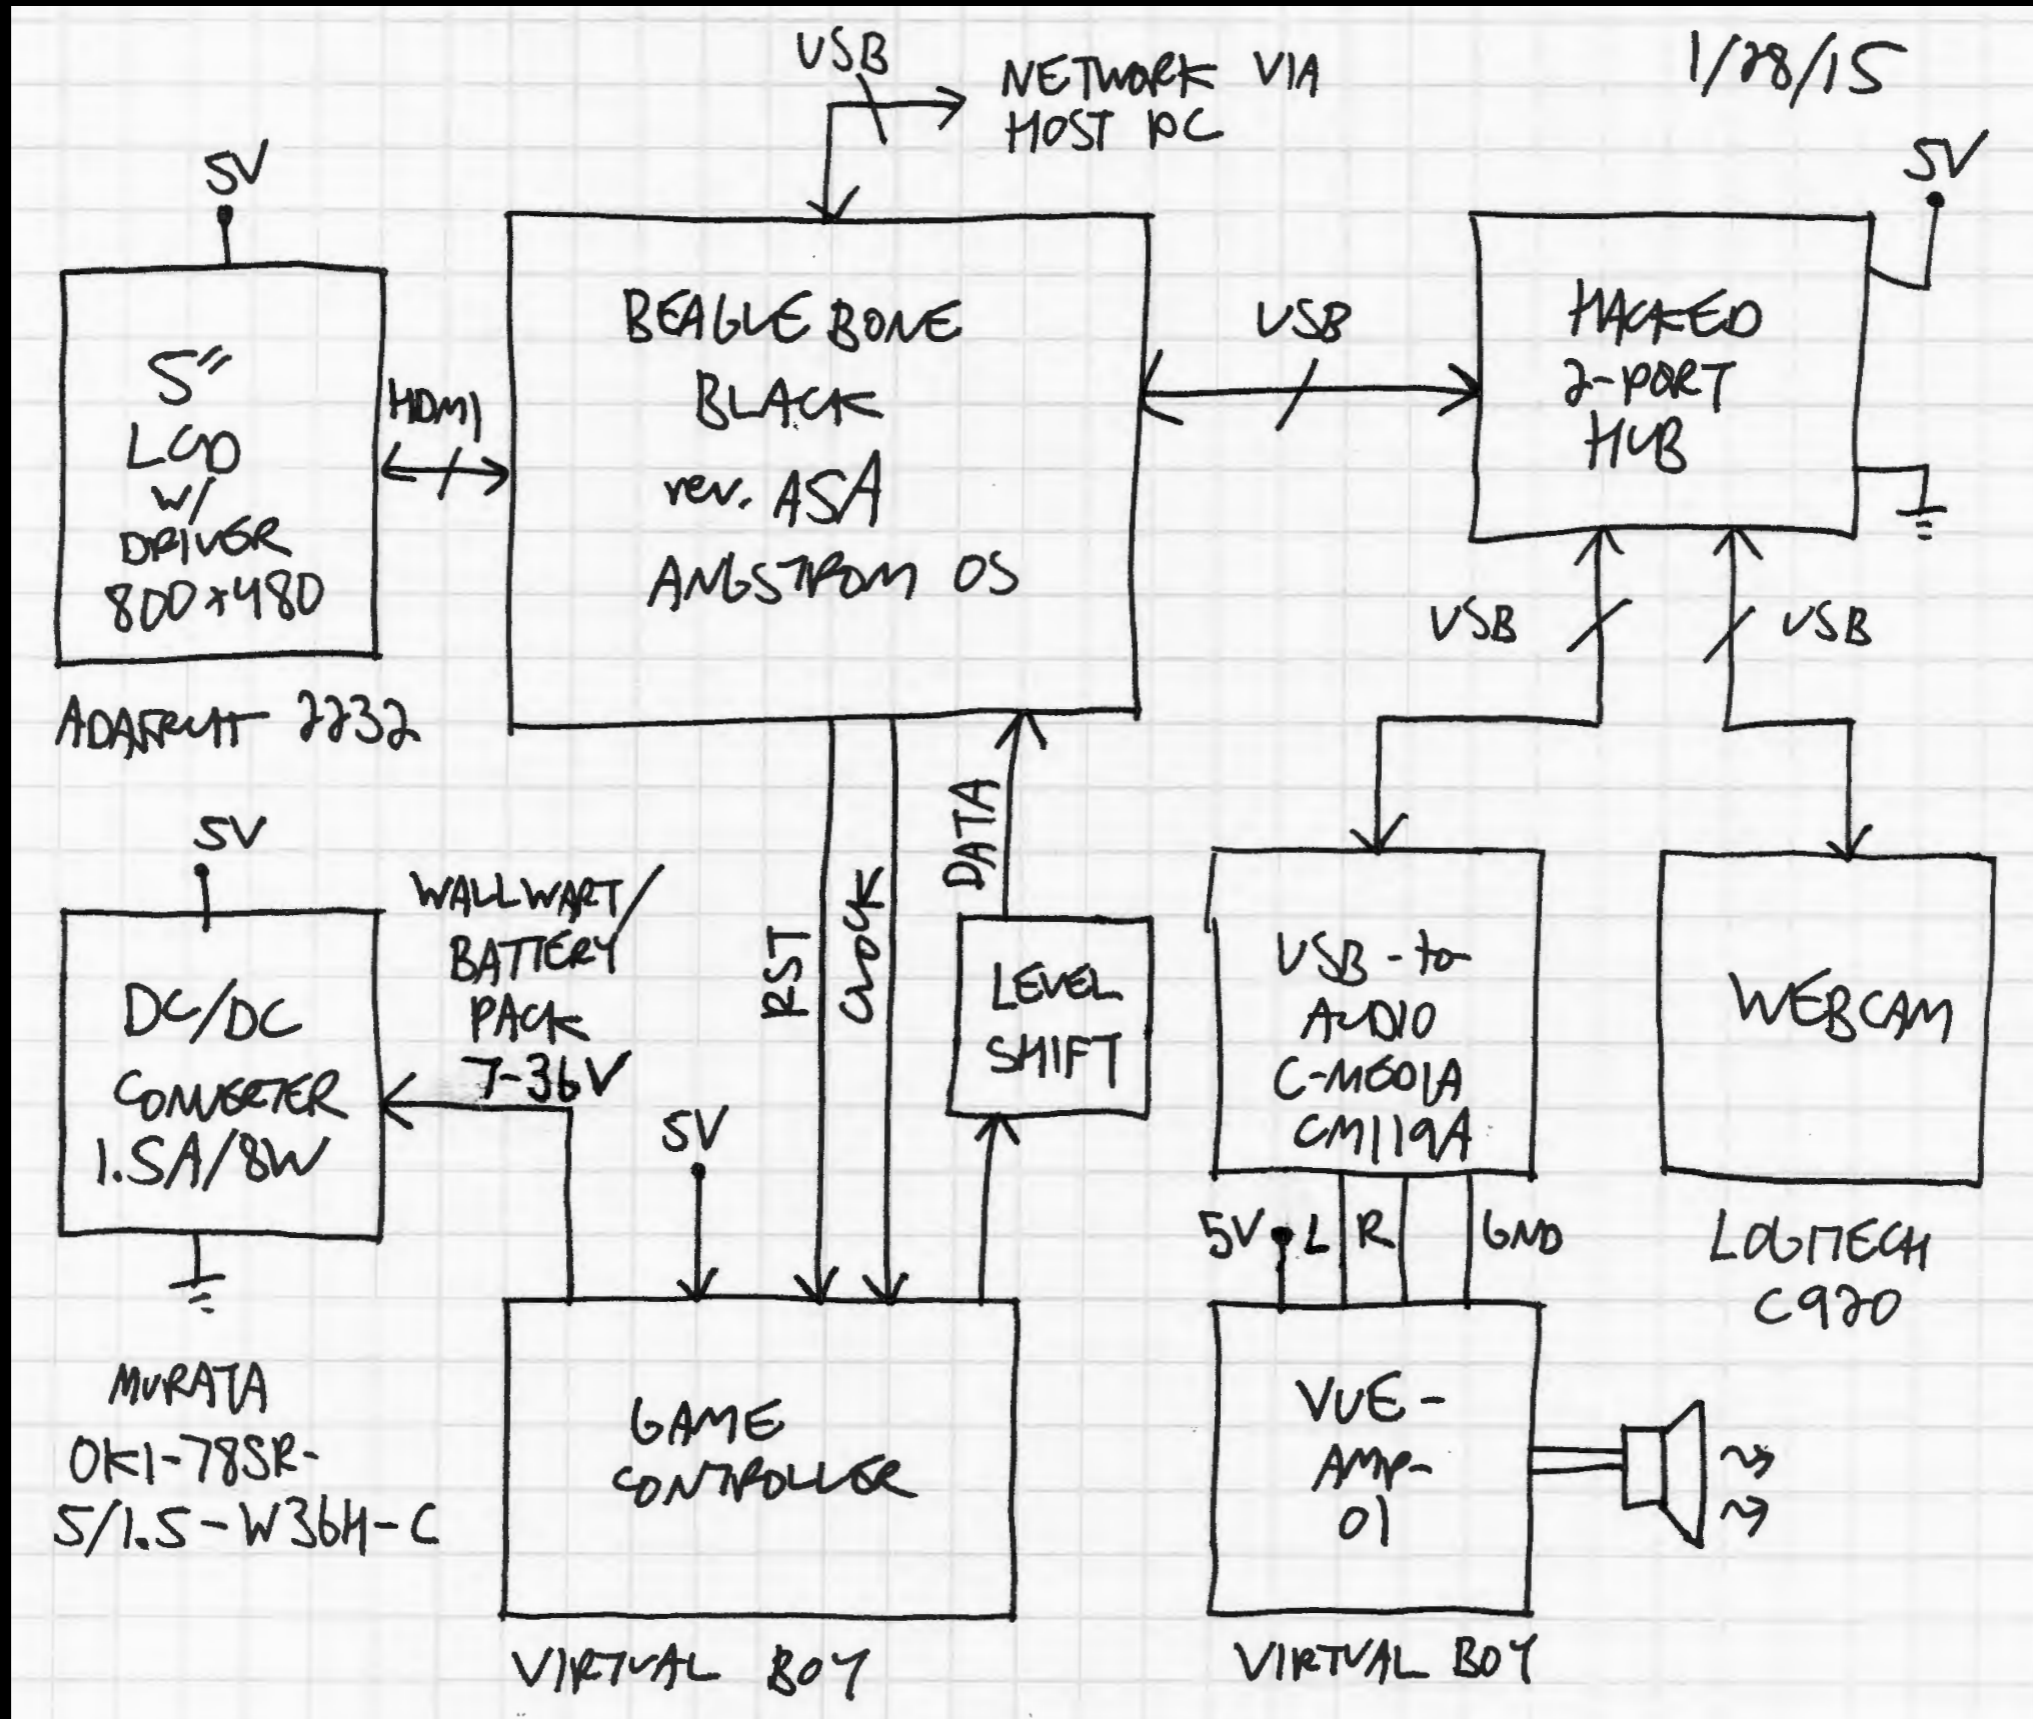 USB
NETWORK VIA
HOST PC
1/28/15
5V
5V
5"
LCD
W/
DRIVER
800x480
ADAFRUIT 2232
HDMI
BEAGLE BONE
BLACK
rev. A5A
ANGSTROM OS
USB
HACKED
2-PORT
HUB
USB
USB
5V
DC/DC
CONVERTER
1.5A/8W
MURATA
OKI-78SR-
5/1.5-W36H-C
WALLWART/
BATTERY
PACK
7-36V
5V
RST
CLOCK
DATA
LEVEL
SHIFT
USB-to-
AUDIO
C-MEDIA
CM119A
WEBCAM
LOGITECH
C920
5V
L
R
GND
GAME
CONTROLLER
VIRTUAL BOY
VUE-
AMP-
01
VIRTUAL BOY